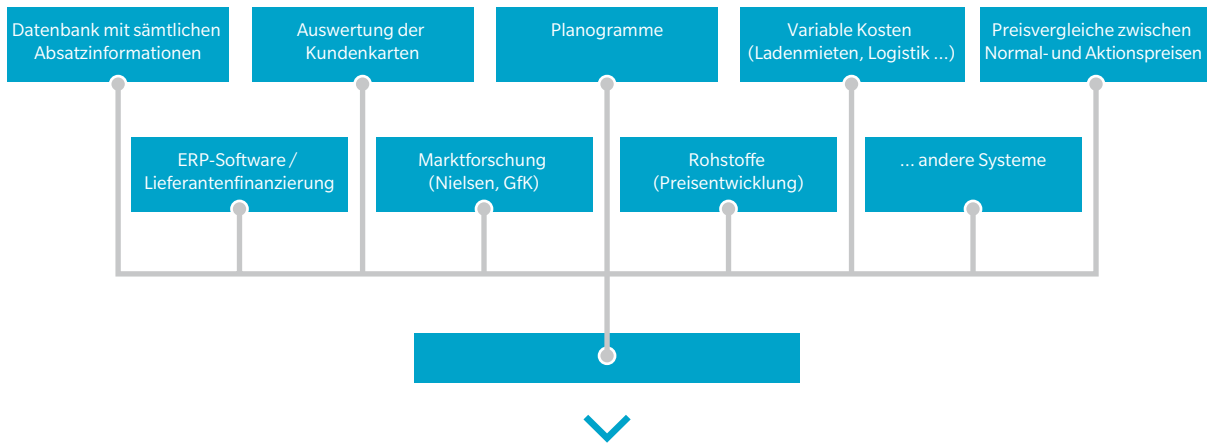 Datenbank mit sämtlichen
Absatzinformationen
Auswertung der
Kundenkarten
Planogramme
Variable Kosten
(Ladenmieten, Logistik ...)
Preisvergleiche zwischen
Normal- und Aktionspreisen
ERP-Software /
Lieferantenfinanzierung
Marktforschung
(Nielsen, GfK)
Rohstoffe
(Preisentwicklung)
... andere Systeme